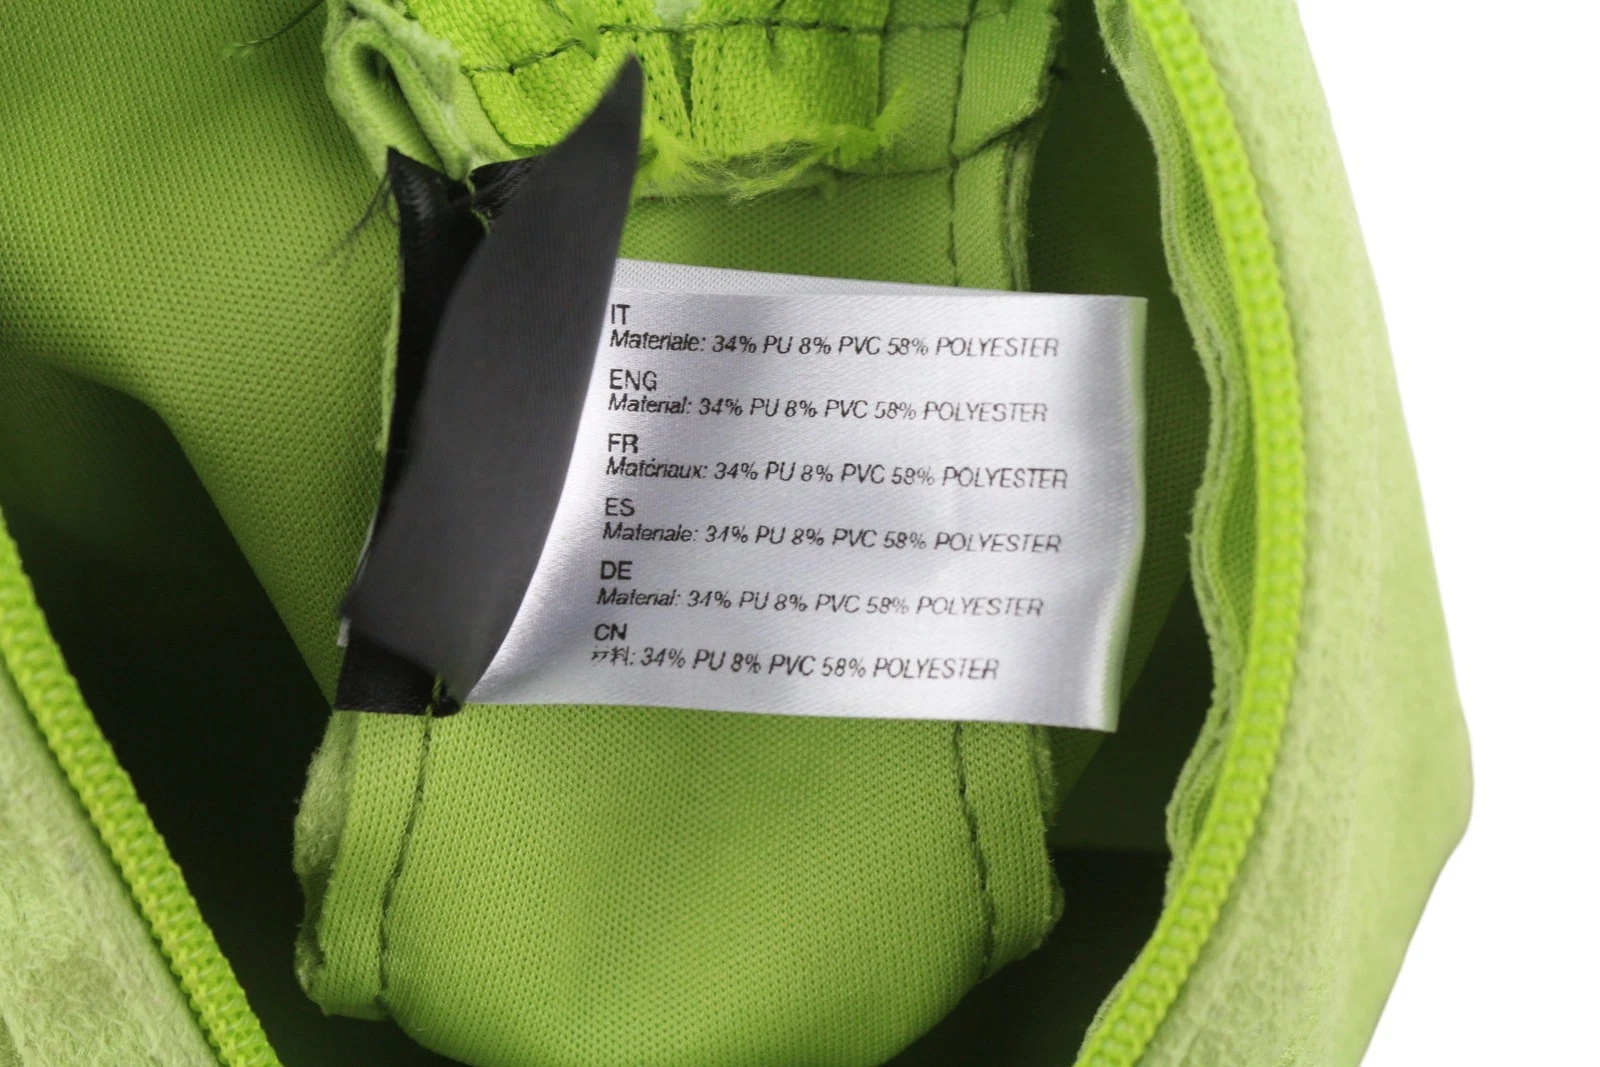 IT
Materiale: 34% PU 8% PVC 58% POLYESTER
ENG
Material: 34% PU 8% PVC 58% POLYESTER
FR
Matériaux: 34% PU 8% PVC 58% POLYESTER
ES
Materiale: 34% PU 8% PVC 58% POLYESTER
DE
Material: 34% PU 8% PVC 58% POLYESTER
CN
材料: 34% PU 8% PVC 58% POLYESTER